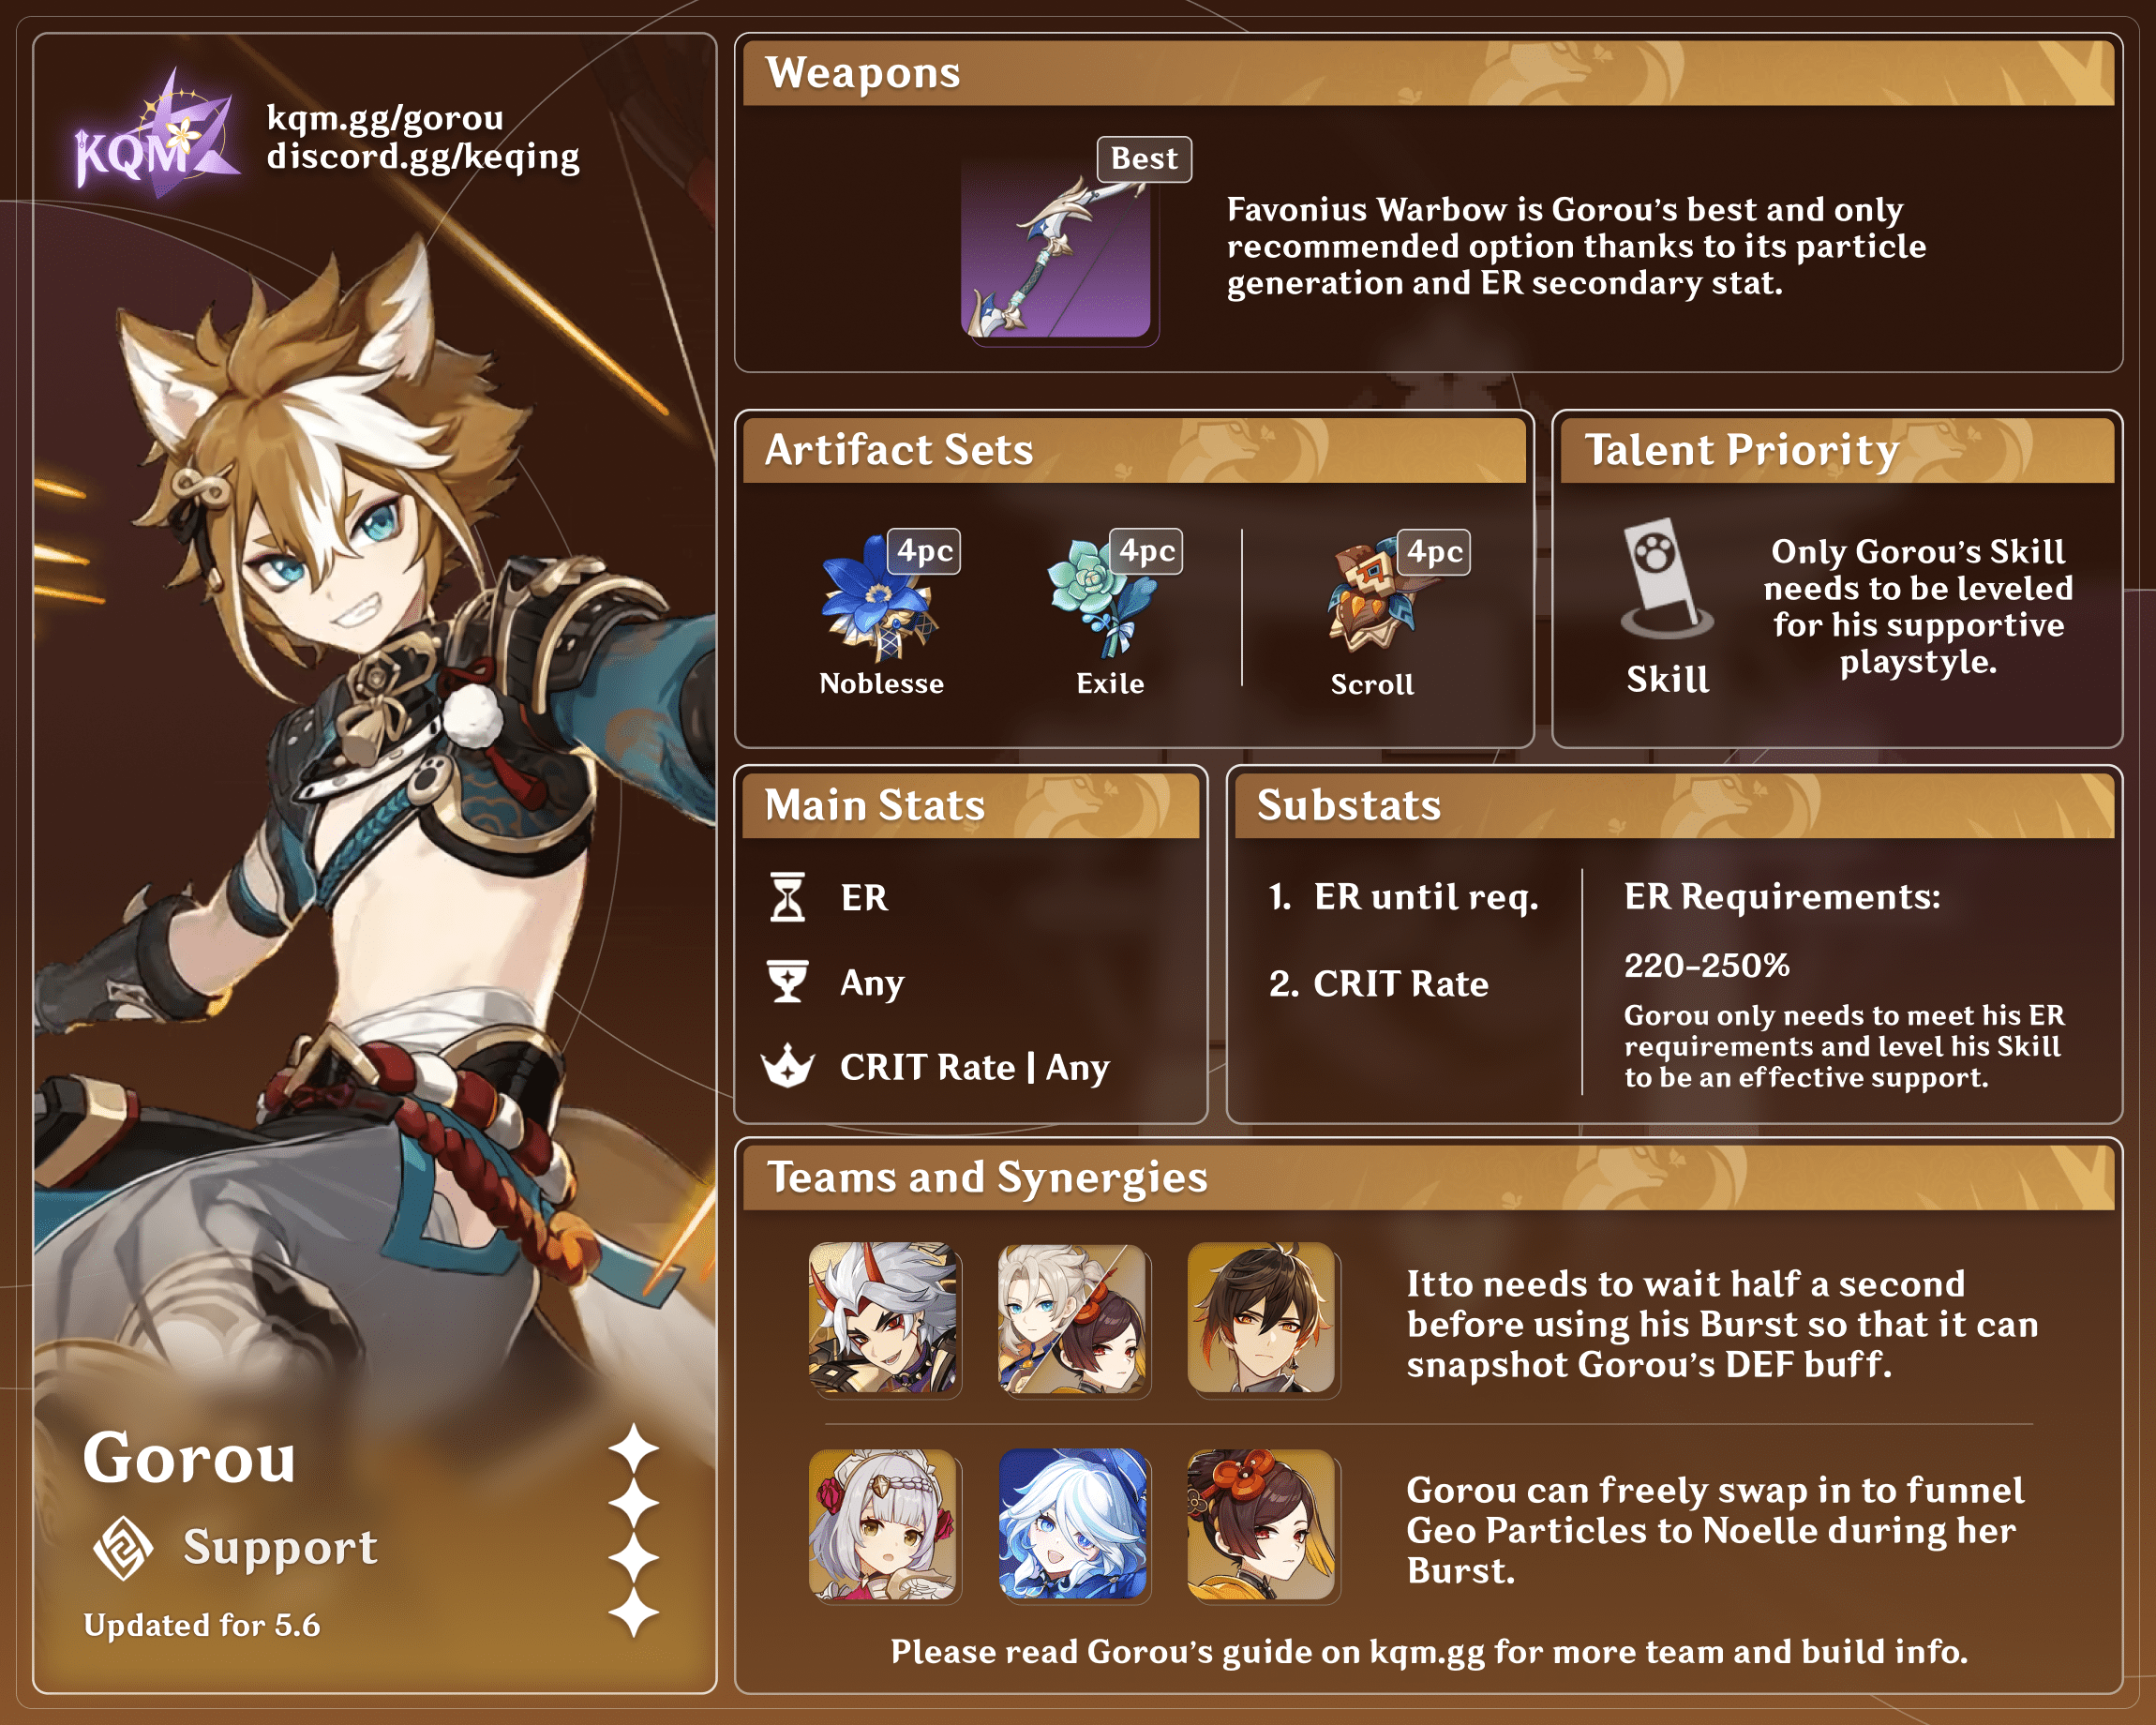 KQM
kqm.gg/gorou
discord.gg/keqing
Gorou
Support
Updated for 5.6
Weapons
Best
Favonius Warbow is Gorou's best and only
recommended option thanks to its particle
generation and ER secondary stat.
Artifact Sets
4pc
Noblesse
4pc
Exile
4pc
Scroll
Talent Priority
Skill
Only Gorou's Skill
needs to be leveled
for his supportive
playstyle.
Main Stats
ER
Any
CRIT Rate | Any
Substats
1. ER until req.
2. CRIT Rate
ER Requirements:
220-250%
Gorou only needs to meet his ER
requirements and level his Skill
to be an effective support.
Teams and Synergies
Itto needs to wait half a second
before using his Burst so that it can
snapshot Gorou's DEF buff.
Gorou can freely swap in to funnel
Geo Particles to Noelle during her
Burst.
Please read Gorou's guide on kqm.gg for more team and build info.